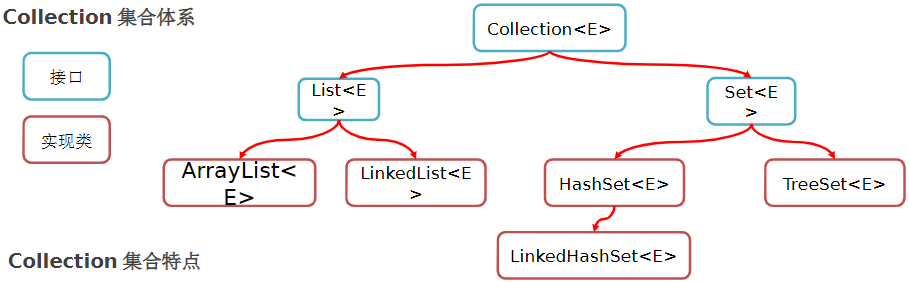 Collection 集合体系
Collection<E>
接口
List<E
>
Set<E
>
实现类
ArrayList<
E>
LinkedList<E
>
HashSet<E>
TreeSet<E>
LinkedHashSet<E>
Collection 集合特点